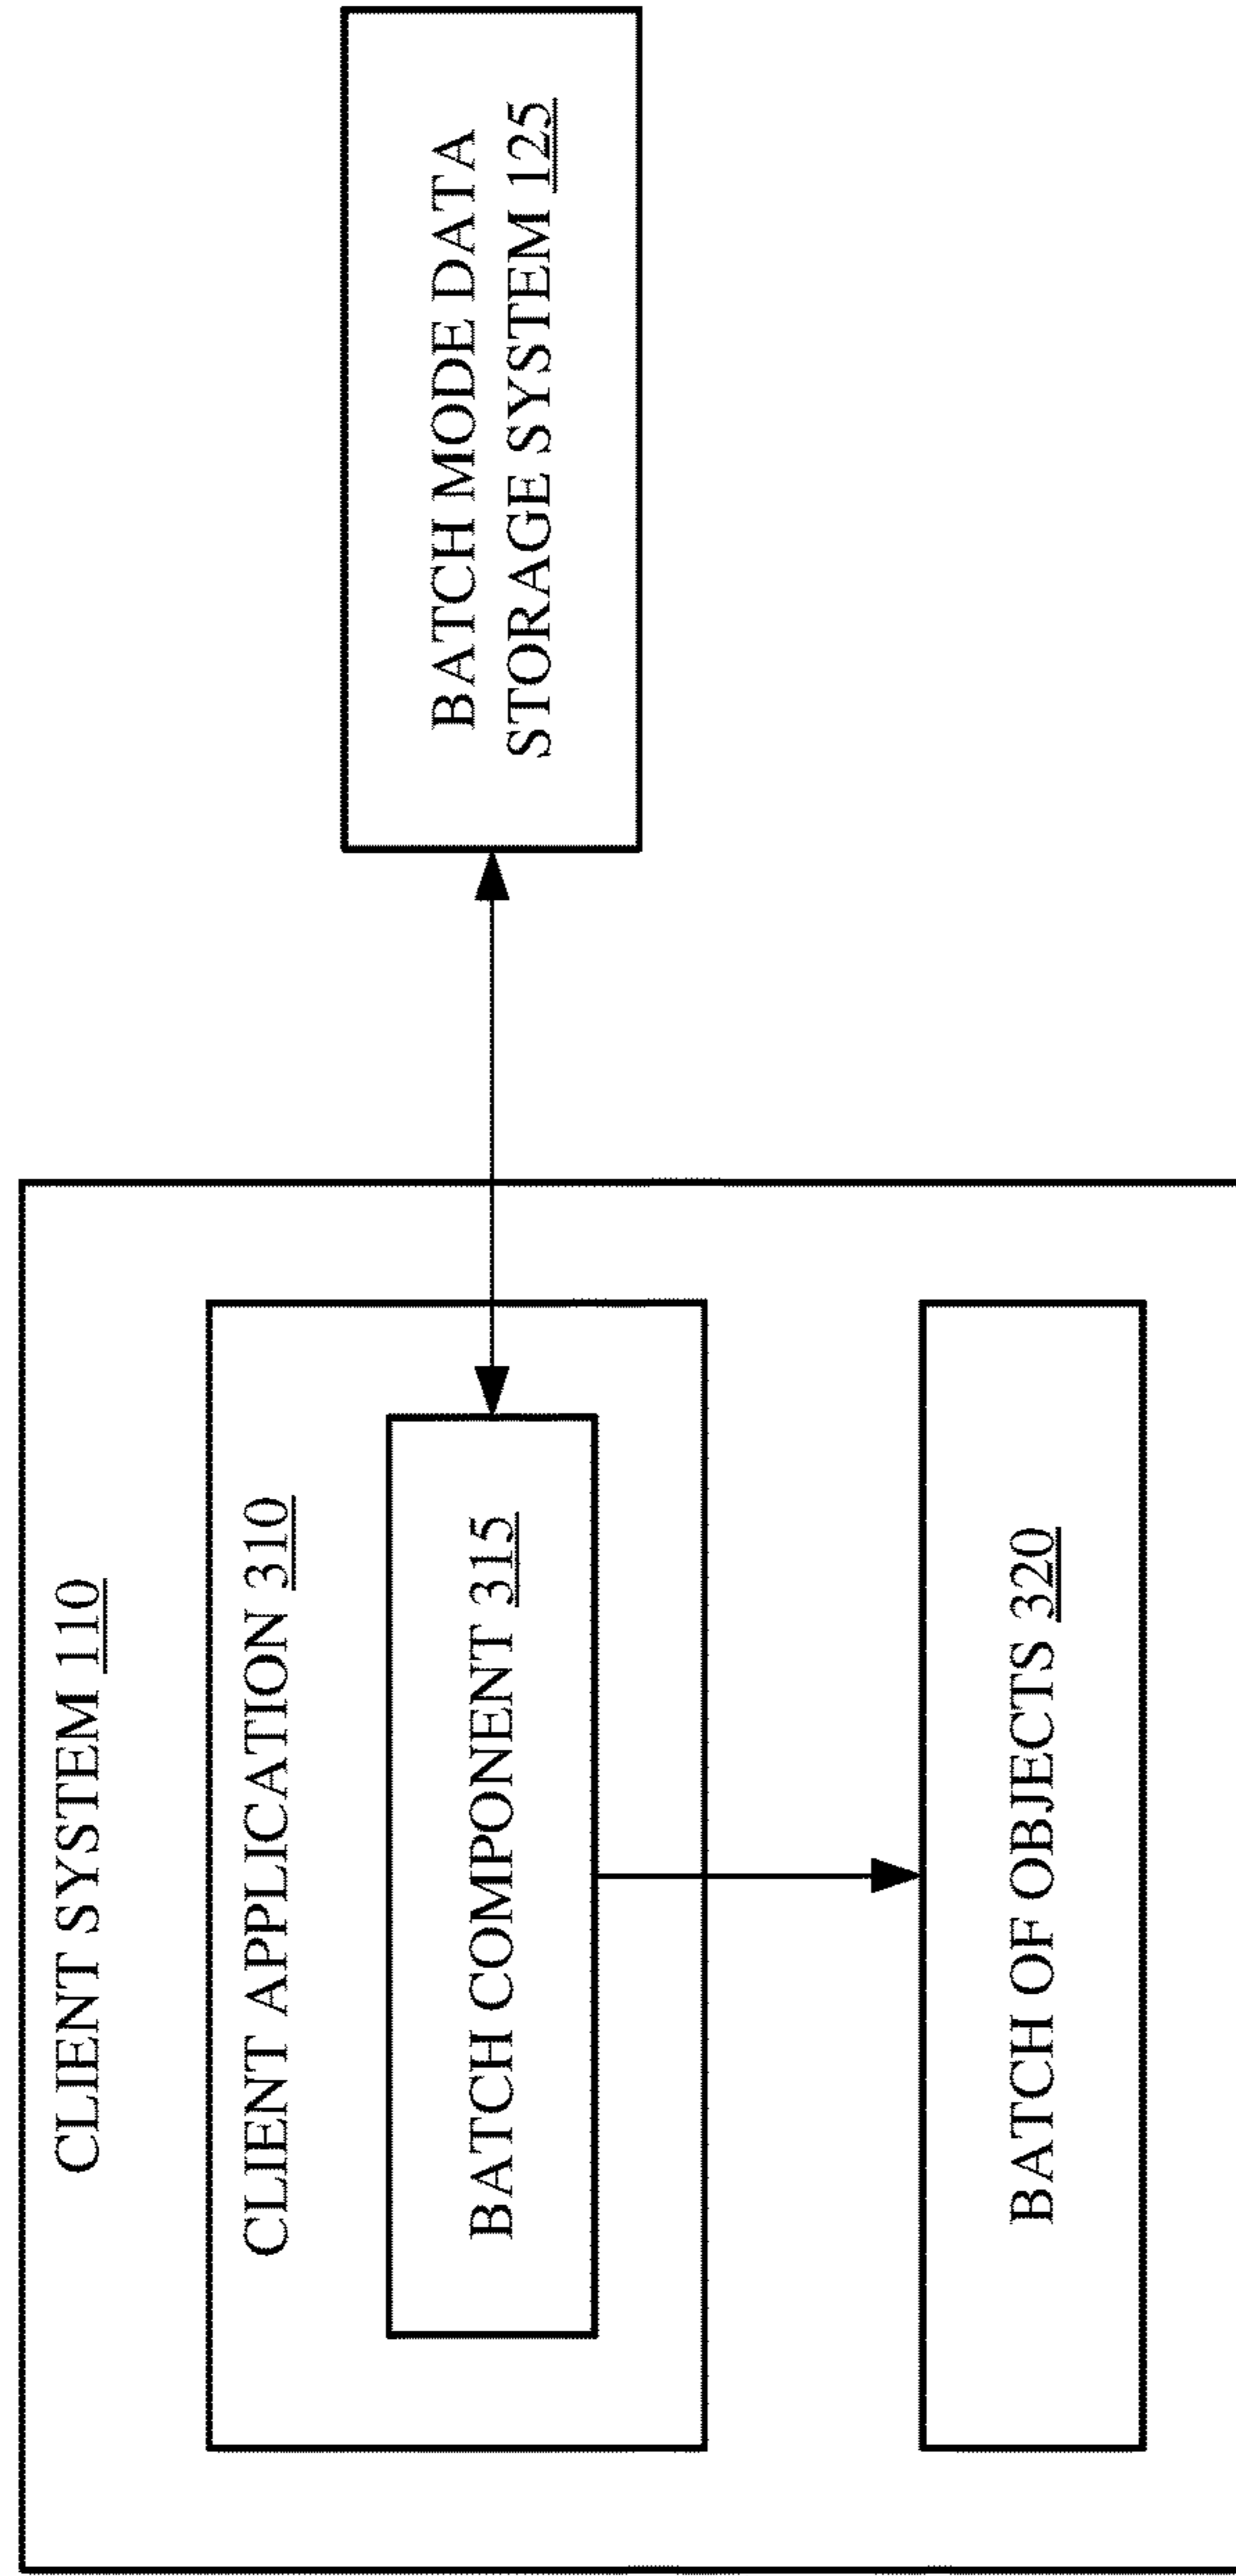 CLIENT SYSTEM 110
CLIENT APPLICATION 310
BATCH COMPONENT 315
BATCH OF OBJECTS 320
BATCH MODE DATA
STORAGE SYSTEM 125